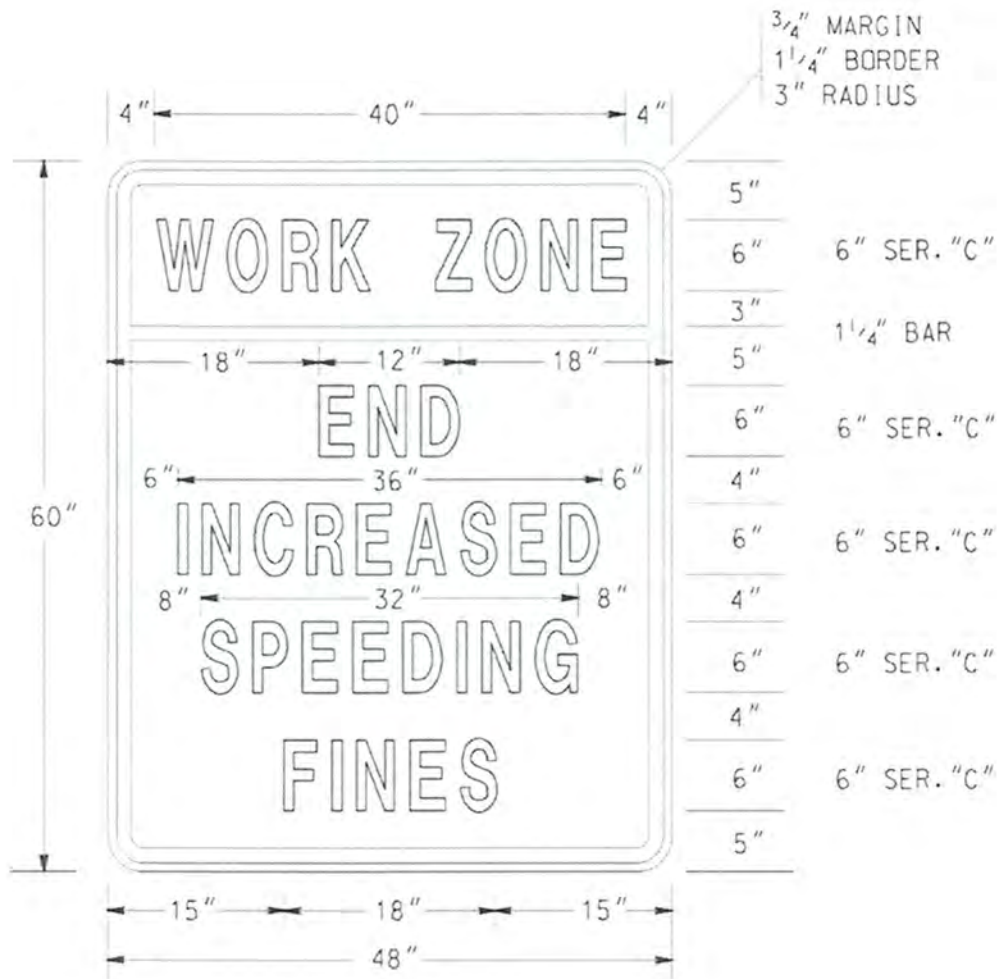 3/4" MARGIN
1 1/4" BORDER
3" RADIUS
4" 40" 4"
5"
WORK ZONE
6" 6" SER. "C"
3"
1 1/4" BAR
18" 12" 18"
5"
END
6" 6" SER. "C"
6" 36" 6"
4"
60"
INCREASED
6" 6" SER. "C"
8" 32" 8"
4"
SPEEDING
6" 6" SER. "C"
4"
FINES
6" 6" SER. "C"
5"
15" 18" 15"
48"